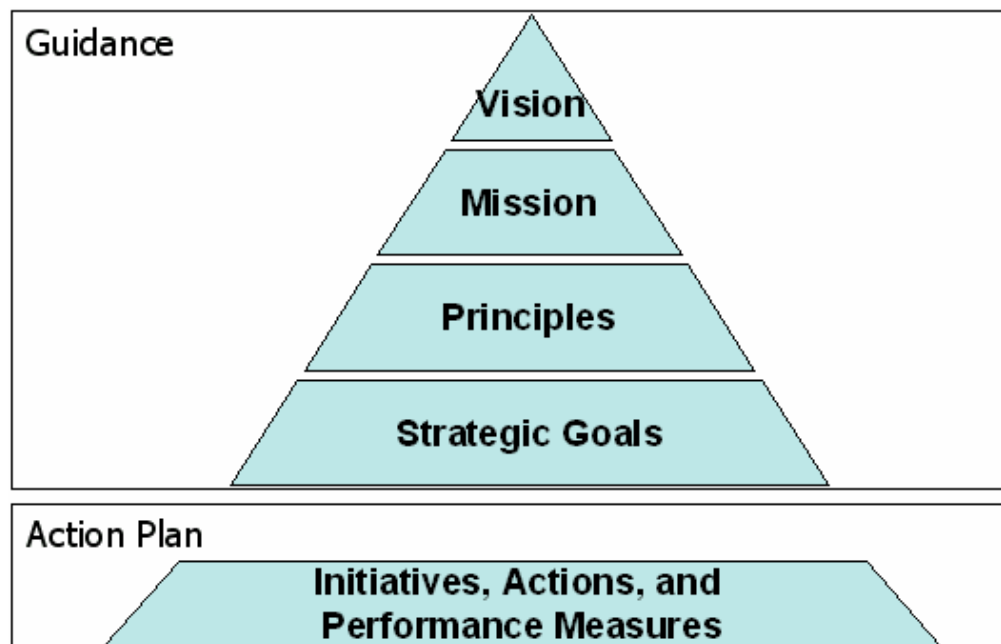 Guidance
Vision
Mission
Principles
Strategic Goals
Action Plan
Initiatives, Actions, and
Performance Measures